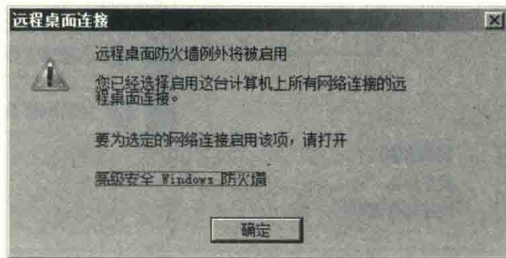 远程桌面连接
远程桌面防火墙例外将被启用
您已经选择启用这台计算机上所有网络连接的远
程桌面连接。
要为选定的网络连接启用该项，请打开
高级安全 Windows 防火墙
确定